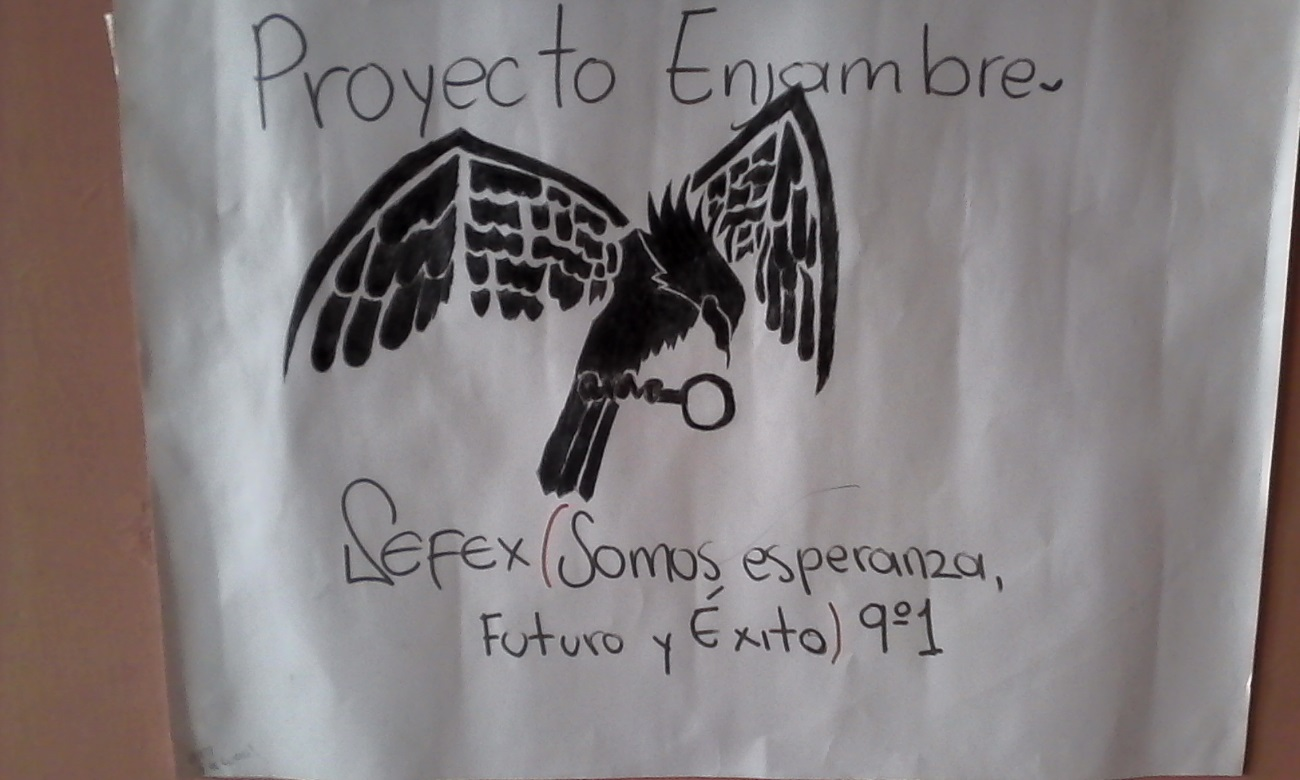 Proyecto Enjambre
SEFEX (Somos esperanza,
Futuro y Éxito) 9º1